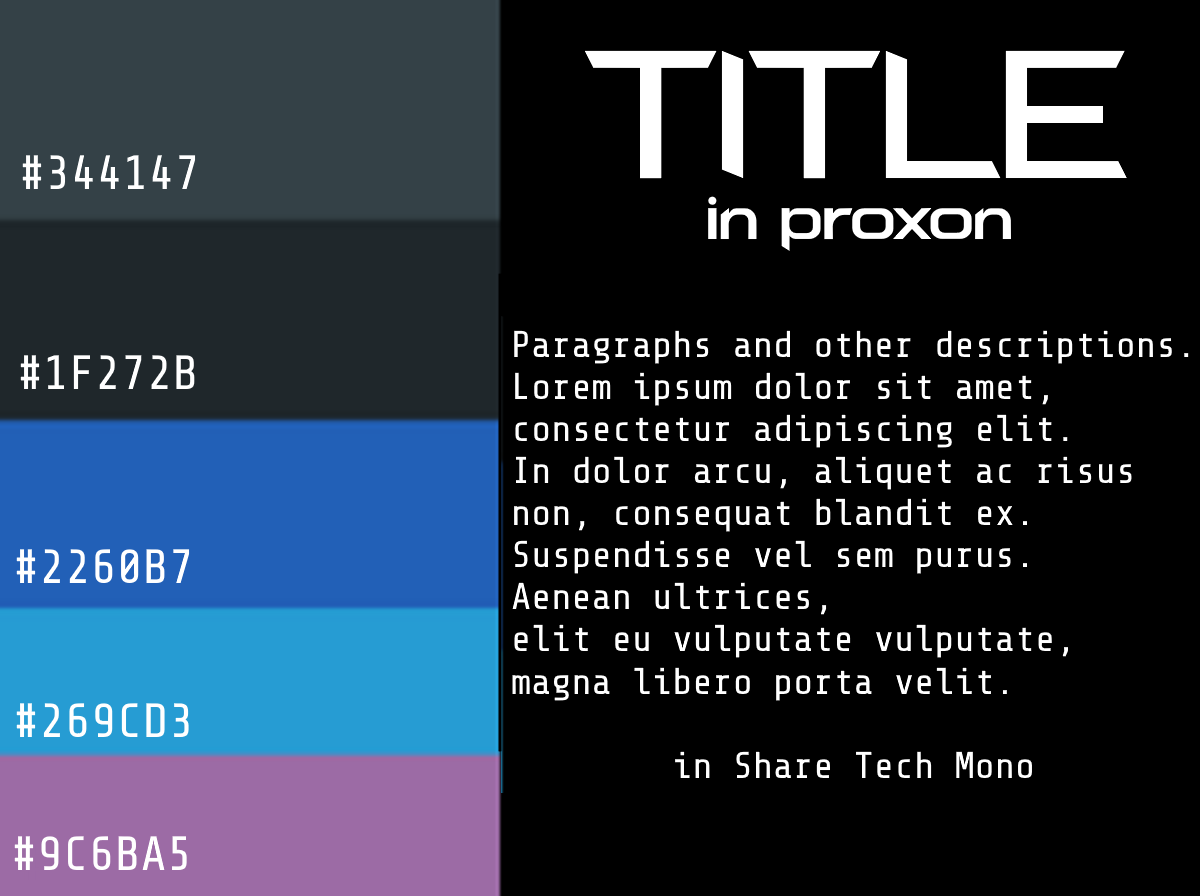 #344147
#1F272B
#2260B7
#269CD3
#9C6BA5
TITLE
in proxon
Paragraphs and other descriptions.
Lorem ipsum dolor sit amet,
consectetur adipiscing elit.
In dolor arcu, aliquet ac risus
non, consequat blandit ex.
Suspendisse vel sem purus.
Aenean ultrices,
elit eu vulputate vulputate,
magna libero porta velit.
in Share Tech Mono